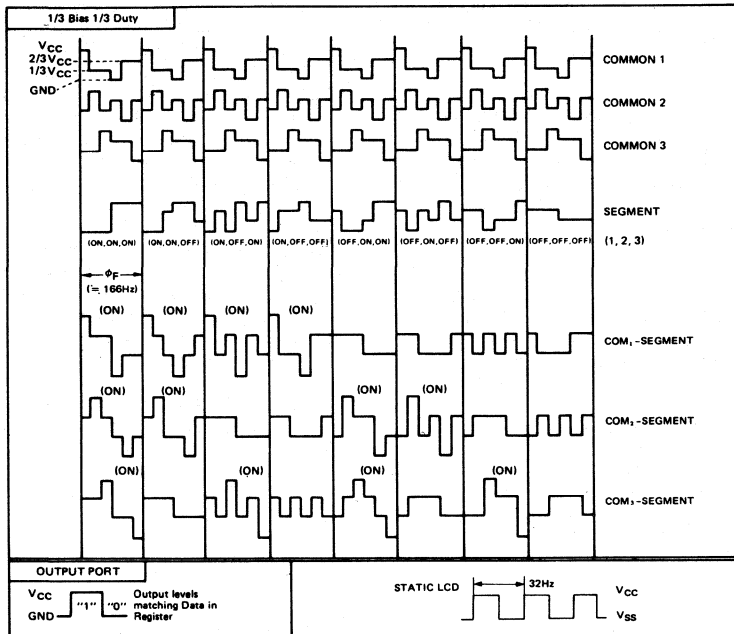 1/3 Bias 1/3 Duty
VCC
2/3 VCC
1/3 VCC
GND
COMMON 1
COMMON 2
COMMON 3
SEGMENT
(ON,ON,ON) (ON,ON,OFF) (ON,OFF,ON) (ON,OFF,OFF) (OFF,ON,ON) (OFF,ON,OFF) (OFF,OFF,ON) (OFF,OFF,OFF) (1, 2, 3)
φF
(≒ 166Hz)
(ON) (ON) (ON) (ON)
COM₁-SEGMENT
(ON) (ON) (ON) (ON)
COM₂-SEGMENT
(ON) (ON) (ON) (ON)
COM₃-SEGMENT
OUTPUT PORT
VCC
GND
"1" "0"
Output levels
matching Data in
Register
STATIC LCD
32Hz
VCC
VSS